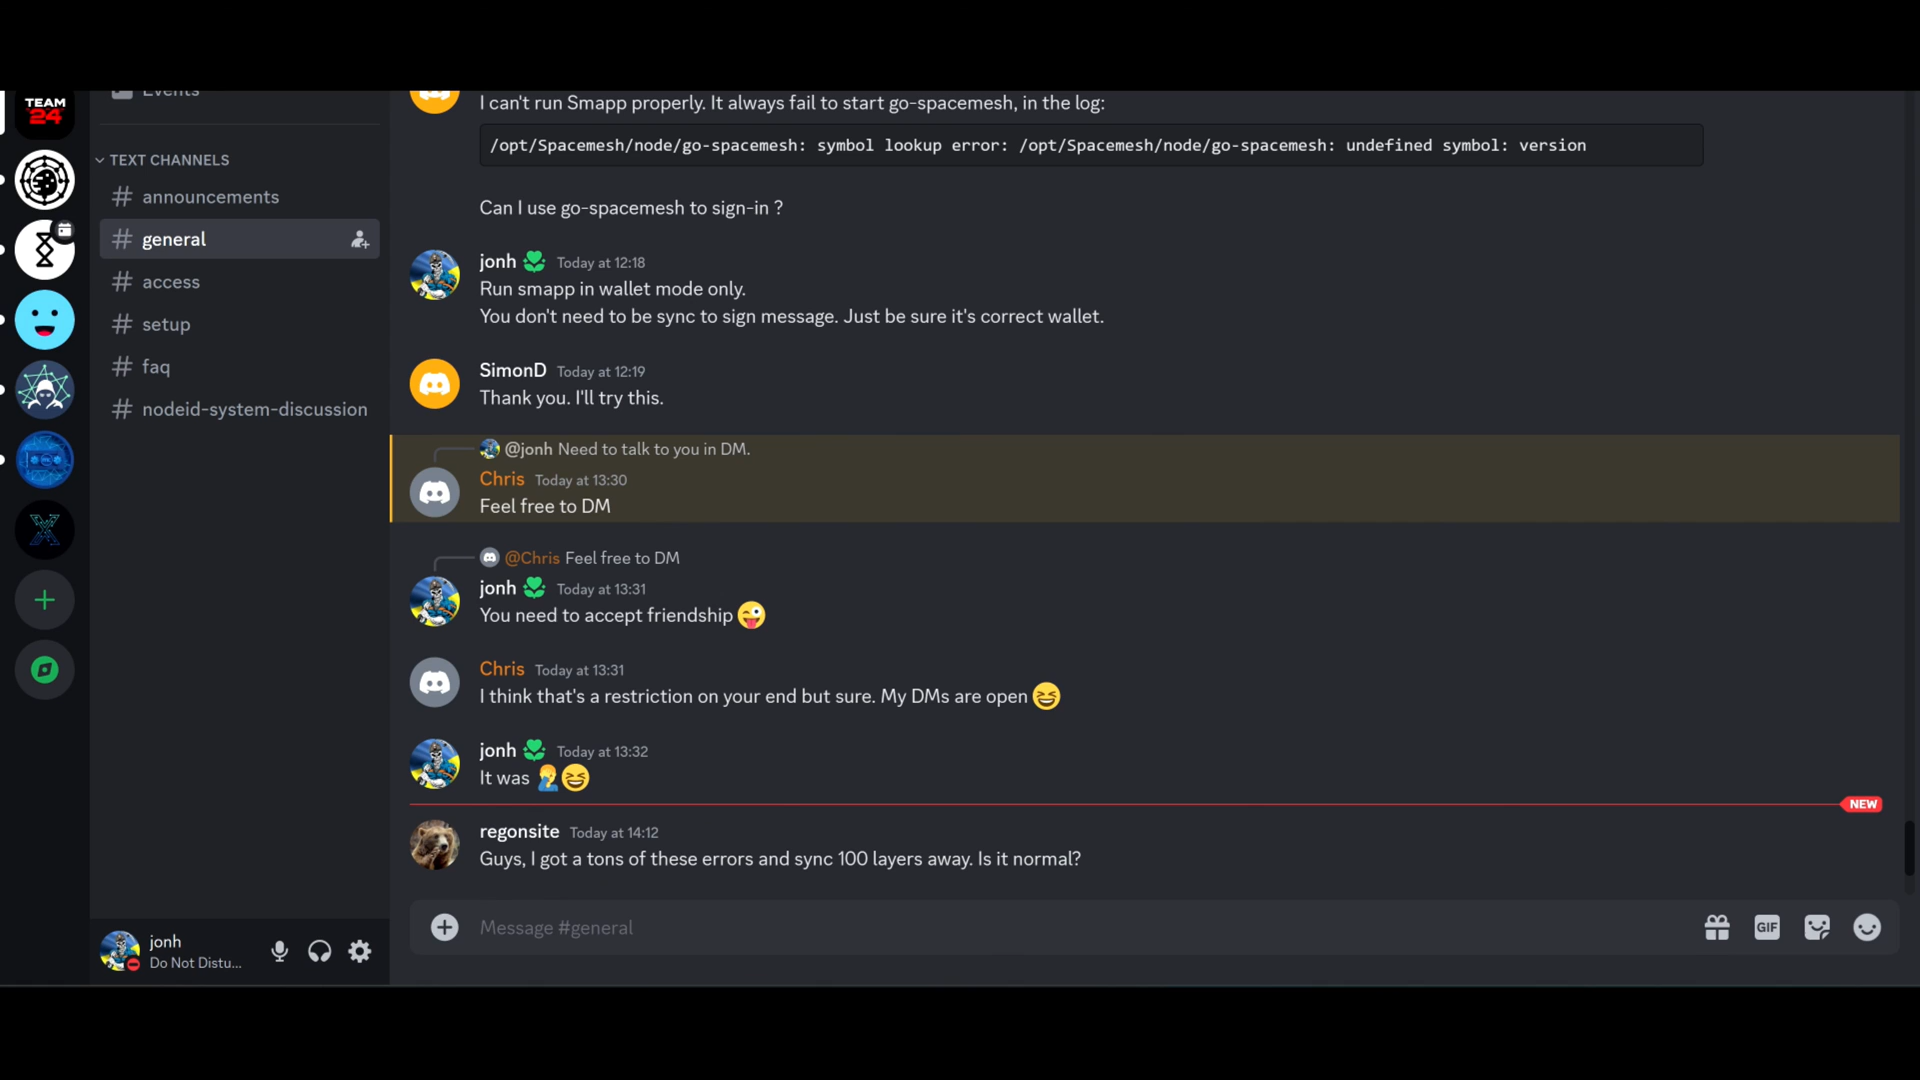 Events
TEAM
24
TEXT CHANNELS
announcements
general
access
setup
faq
nodeid-system-discussion
I can't run Smapp properly. It always fail to start go-spacemesh, in the log:
/opt/Spacemesh/node/go-spacemesh: symbol lookup error: /opt/Spacemesh/node/go-spacemesh: undefined symbol: version
Can I use go-spacemesh to sign-in ?
jonh Today at 12:18
Run smapp in wallet mode only.
You don't need to be sync to sign message. Just be sure it's correct wallet.
SimonD Today at 12:19
Thank you. I'll try this.
@jonh Need to talk to you in DM.
Chris Today at 13:30
Feel free to DM
@Chris Feel free to DM
jonh Today at 13:31
You need to accept friendship 😜
Chris Today at 13:31
I think that's a restriction on your end but sure. My DMs are open 😆
jonh Today at 13:32
It was 🤦‍♂️😆
NEW
regonsite Today at 14:12
Guys, I got a tons of these errors and sync 100 layers away. Is it normal?
Message #general
GIF
jonh
Do Not Distu...